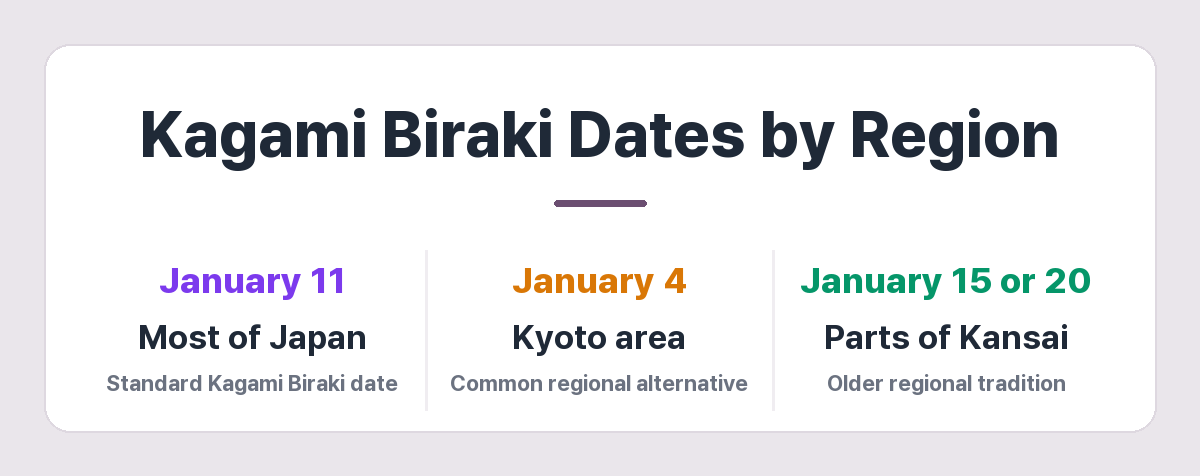 Kagami Biraki Dates by Region
January 11
Most of Japan
Standard Kagami Biraki date
January 4
Kyoto area
Common regional alternative
January 15 or 20
Parts of Kansai
Older regional tradition